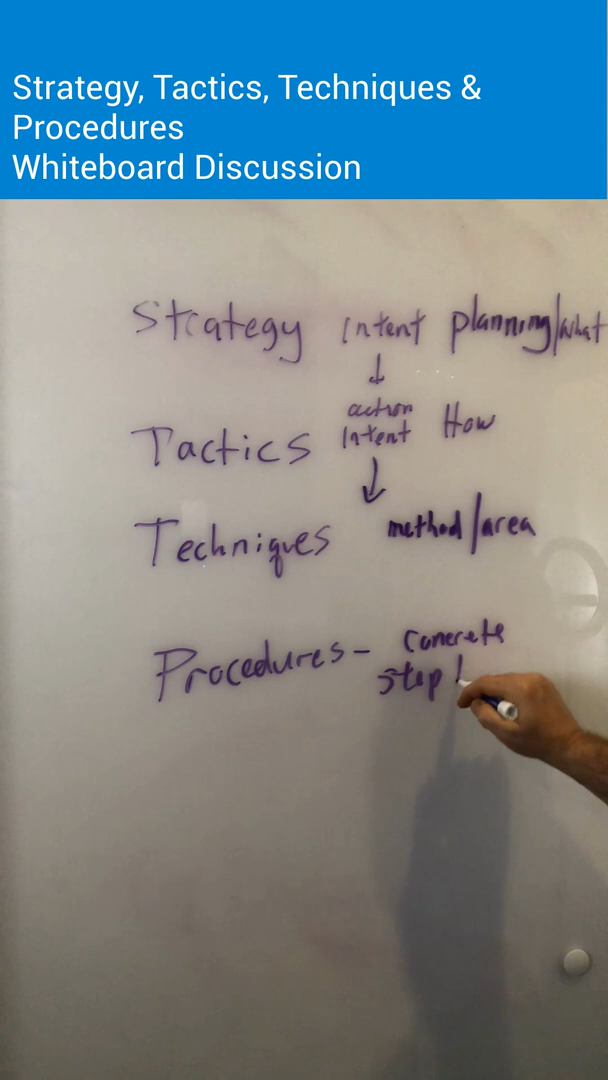 Strategy, Tactics, Techniques &
Procedures
Whiteboard Discussion
Strategy Intent planning/what
action
Tactics Intent How
Techniques method/area
Procedures - Concrete
step